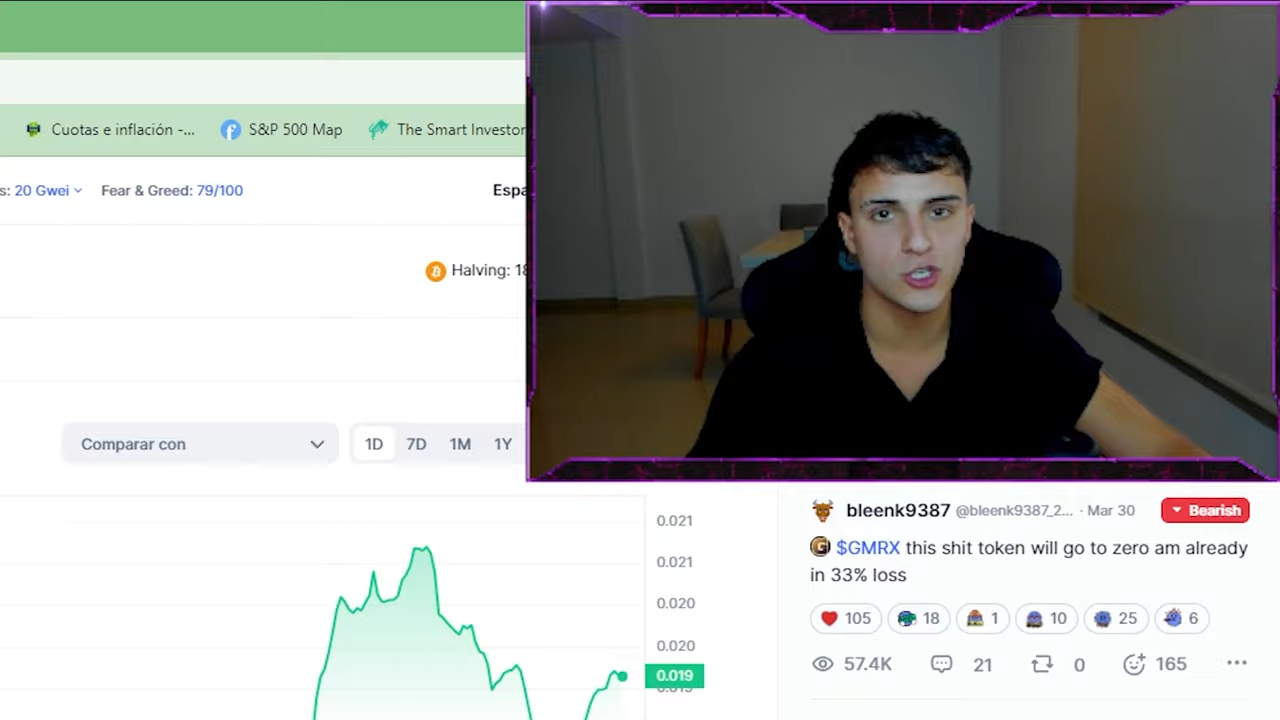 Cuotas e inflación -...
S&P 500 Map
The Smart Investor
s: 20 Gwei
Fear & Greed: 79/100
Espa
Halving: 18
Comparar con
1D 7D 1M 1Y
0.021
0.021
0.020
0.020
0.019
bleenk9387 @bleenk9387_2... · Mar 30 Bearish
$GMRX this shit token will go to zero am already
in 33% loss
105 18 1 10 25 6
57.4K 21 0 165 ...